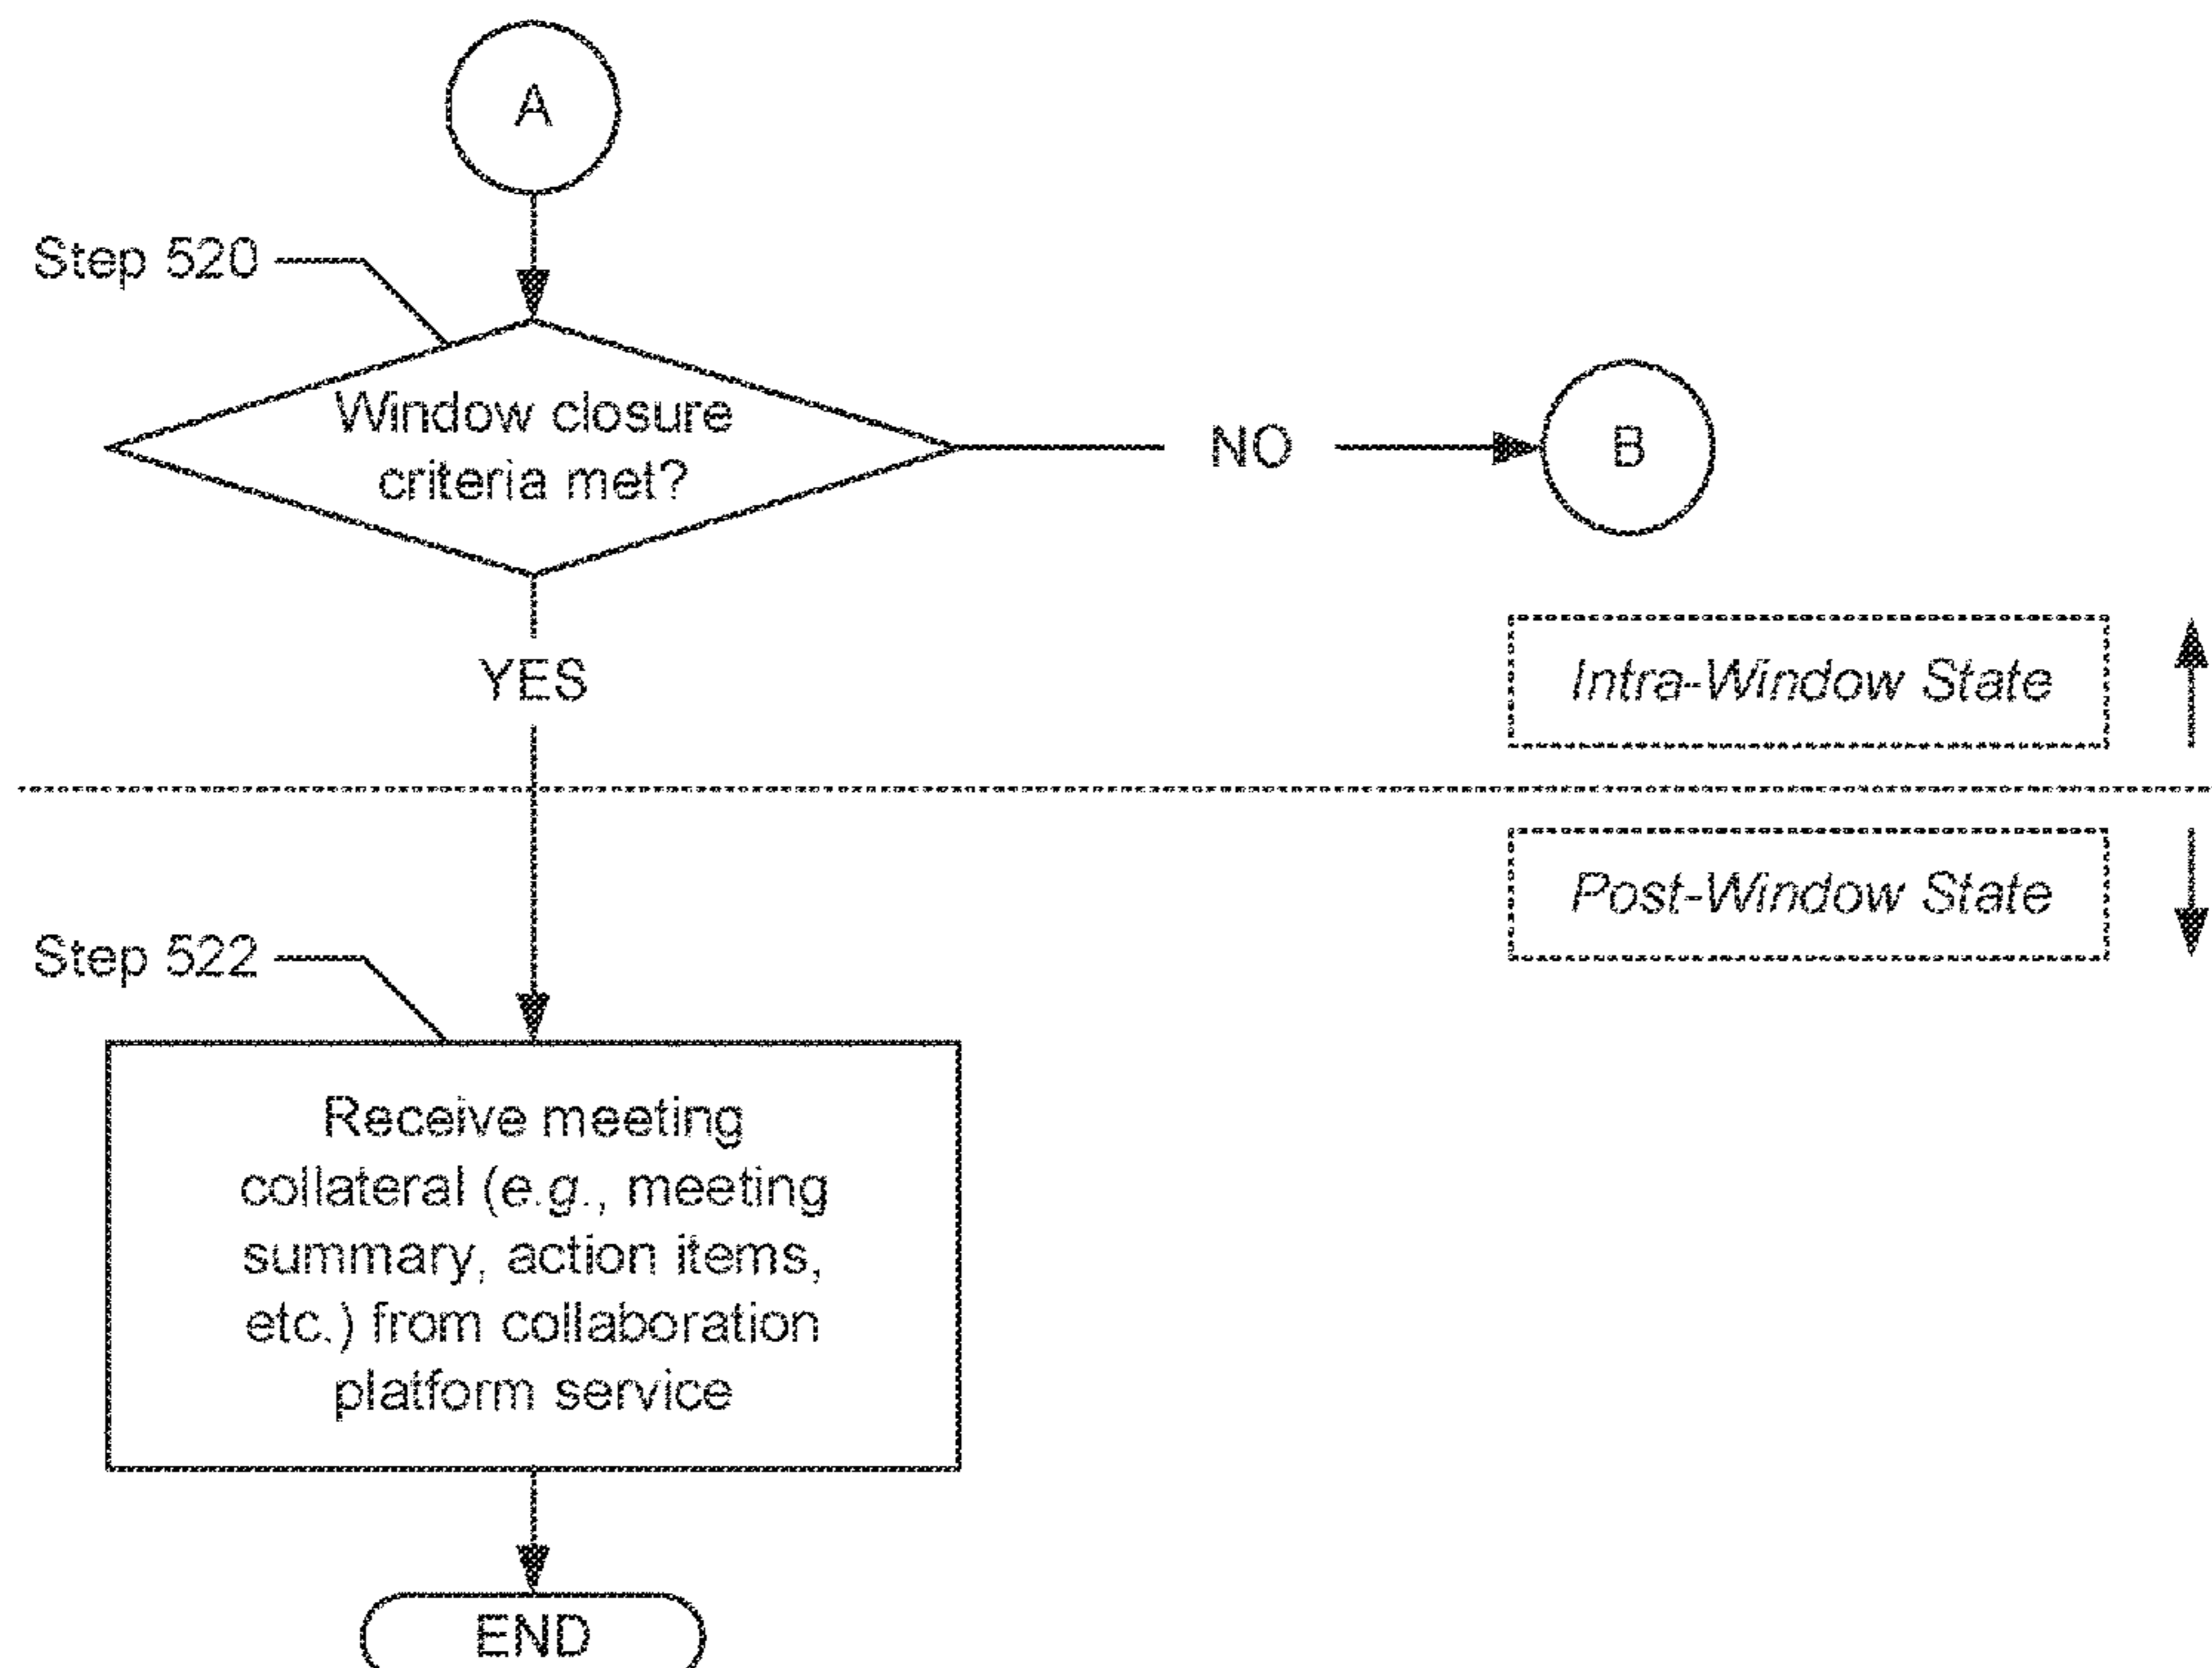 A
Step 520
Window closure
criteria met?
NO
B
YES
Intra-Window State
Post-Window State
Step 522
Receive meeting
collateral (e.g., meeting
summary, action items,
etc.) from collaboration
platform service
END